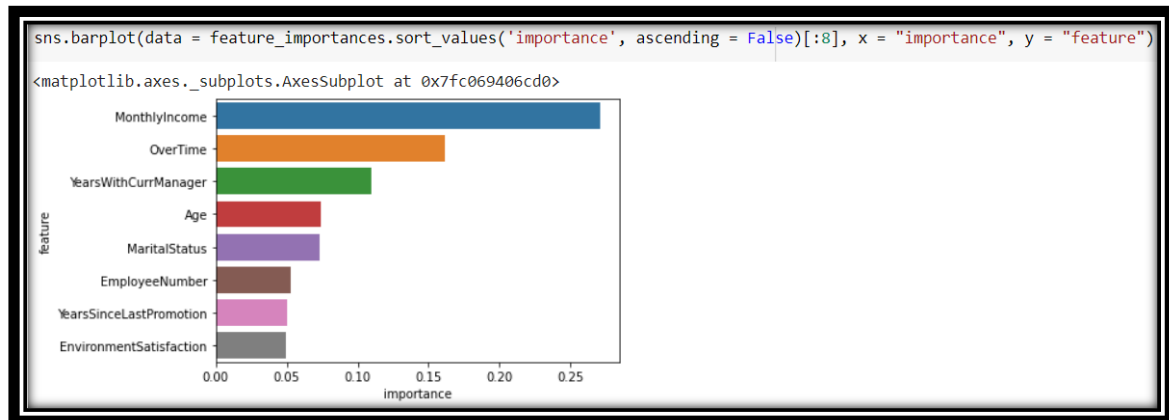 sns.barplot(data = feature_importances.sort_values('importance', ascending = False)[:8], x = "importance", y = "feature")
<matplotlib.axes._subplots.AxesSubplot at 0x7fc069406cd0>
MonthlyIncome
OverTime
YearsWithCurrManager
Age
MaritalStatus
EmployeeNumber
YearsSinceLastPromotion
EnvironmentSatisfaction
feature
0.00 0.05 0.10 0.15 0.20 0.25
importance